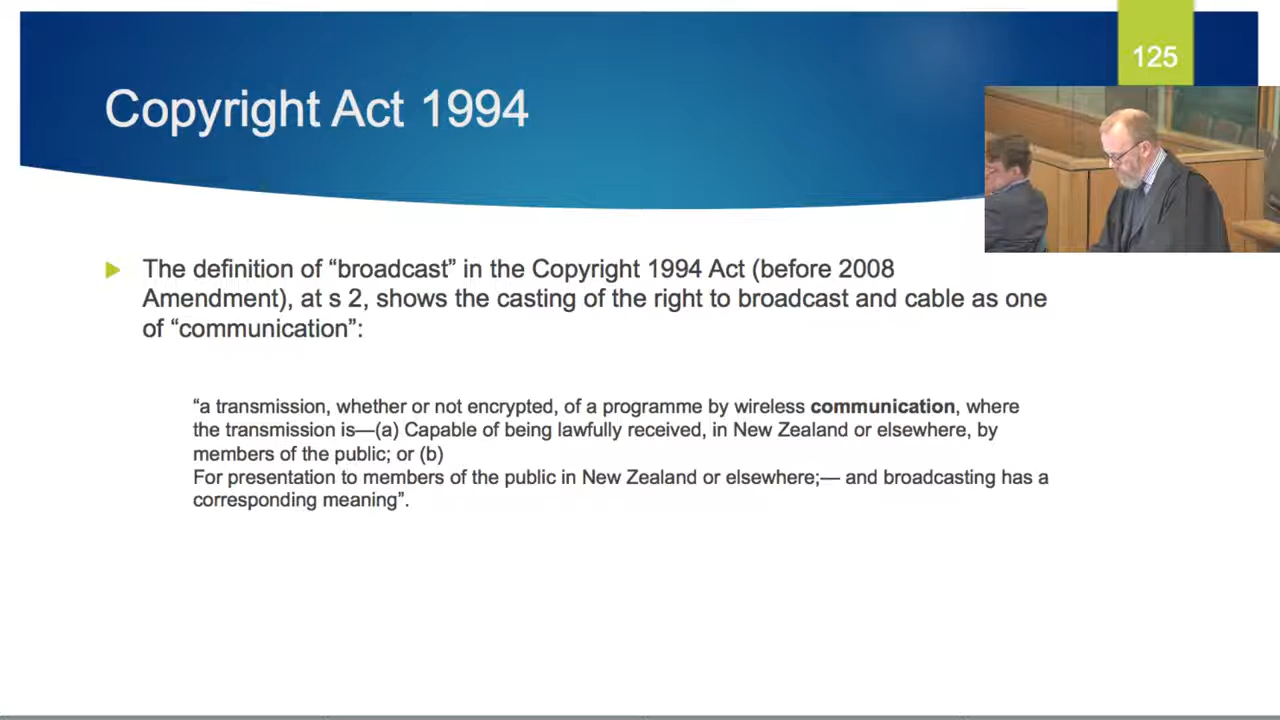 125
Copyright Act 1994
The definition of “broadcast” in the Copyright 1994 Act (before 2008
Amendment), at s 2, shows the casting of the right to broadcast and cable as one
of “communication”:
“a transmission, whether or not encrypted, of a programme by wireless communication, where
the transmission is—(a) Capable of being lawfully received, in New Zealand or elsewhere, by
members of the public; or (b)
For presentation to members of the public in New Zealand or elsewhere;— and broadcasting has a
corresponding meaning”.